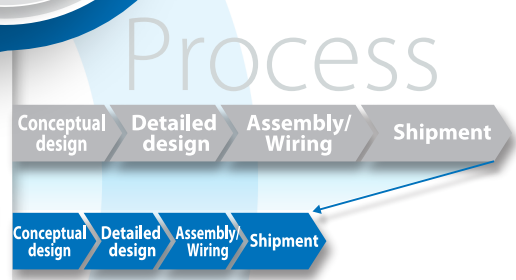 Process
Conceptual design
Detailed design
Assembly/ Wiring
Shipment
Conceptual design
Detailed design
Assembly/ Wiring
Shipment